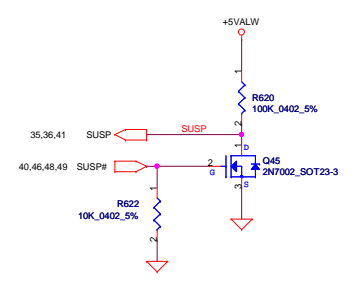 +5VALW
1
R620
100K_0402_5%
2
35,36,41 SUSP SUSP
1
D
Q45
40,46,48,49 SUSP# 2
G
2N7002_SOT23-3
S
3
1
R622
10K_0402_5%
2